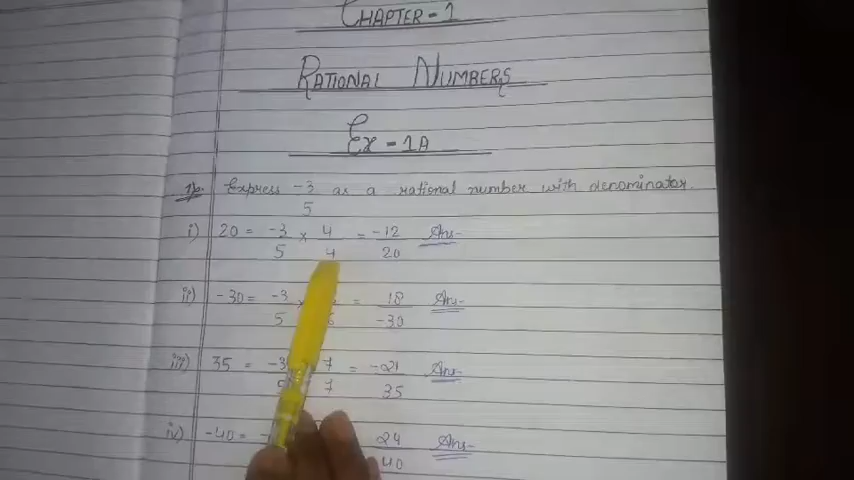 CHAPTER-1
RATIONAL NUMBERS
Ex-1A
Express -3/5 as a rational number with denominator.
i) 20 = -3/5 × 4/4 = -12/20 Ans-
ii) -30 = -3/5 × = 18/-30 Ans-
iii) 35 = -3/5 7/7 = -21/35 Ans-
iv) -40 = 24/40 Ans-